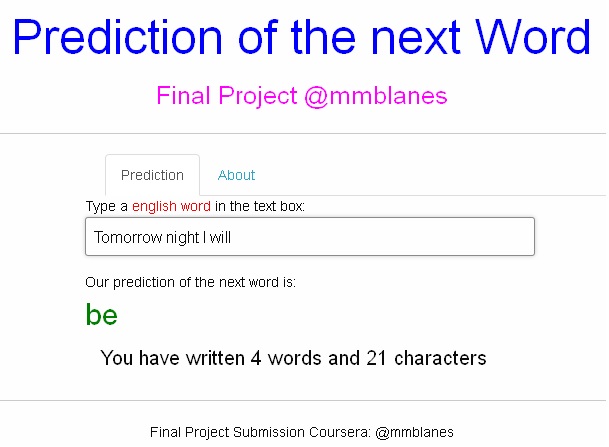 Prediction of the next Word
Final Project @mmblanes
Prediction About
Type a english word in the text box:
Tomorrow night I will
Our prediction of the next word is:
be
You have written 4 words and 21 characters
Final Project Submission Coursera: @mmblanes